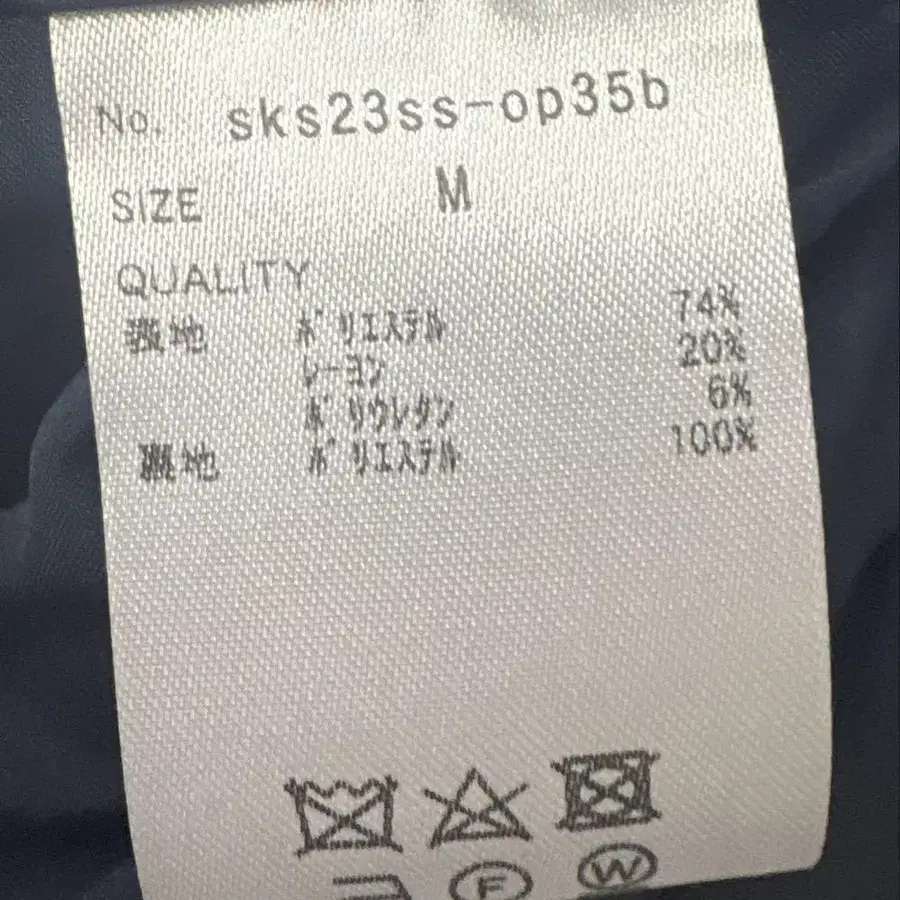 No. sks23ss-op35b
SIZE M
QUALITY
表地 ポリエステル 74%
レーヨン 20%
ポリウレタン 6%
裏地 ポリエステル 100%
F W